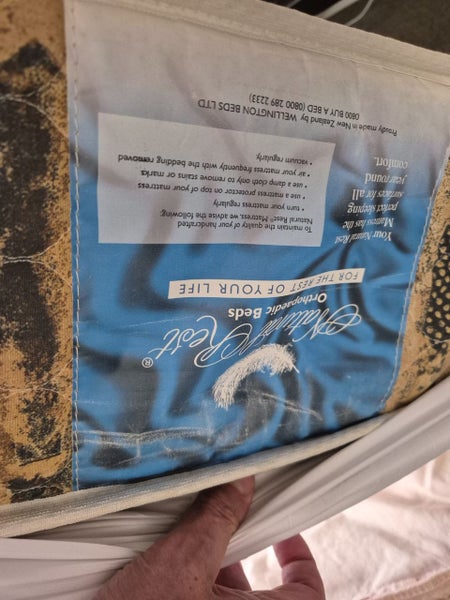 Natural Rest®
Orthopaedic Beds
FOR THE REST OF YOUR LIFE
Your Natural Rest
Mattress has the
perfect sleeping
surfaces for all
year round
comfort.
To maintain the quality of your handcrafted
Natural Rest® Mattress, we advise the following:
• turn mattress regularly
• use a mattress protector on top of your mattress
• use a damp cloth only to remove stains or marks
• air your mattress frequently with the bedding removed
• vacuum regularly.
Proudly made in New Zealand by WELLINGTON BEDS LTD
0800 BUY A BED (0800 289 2233)